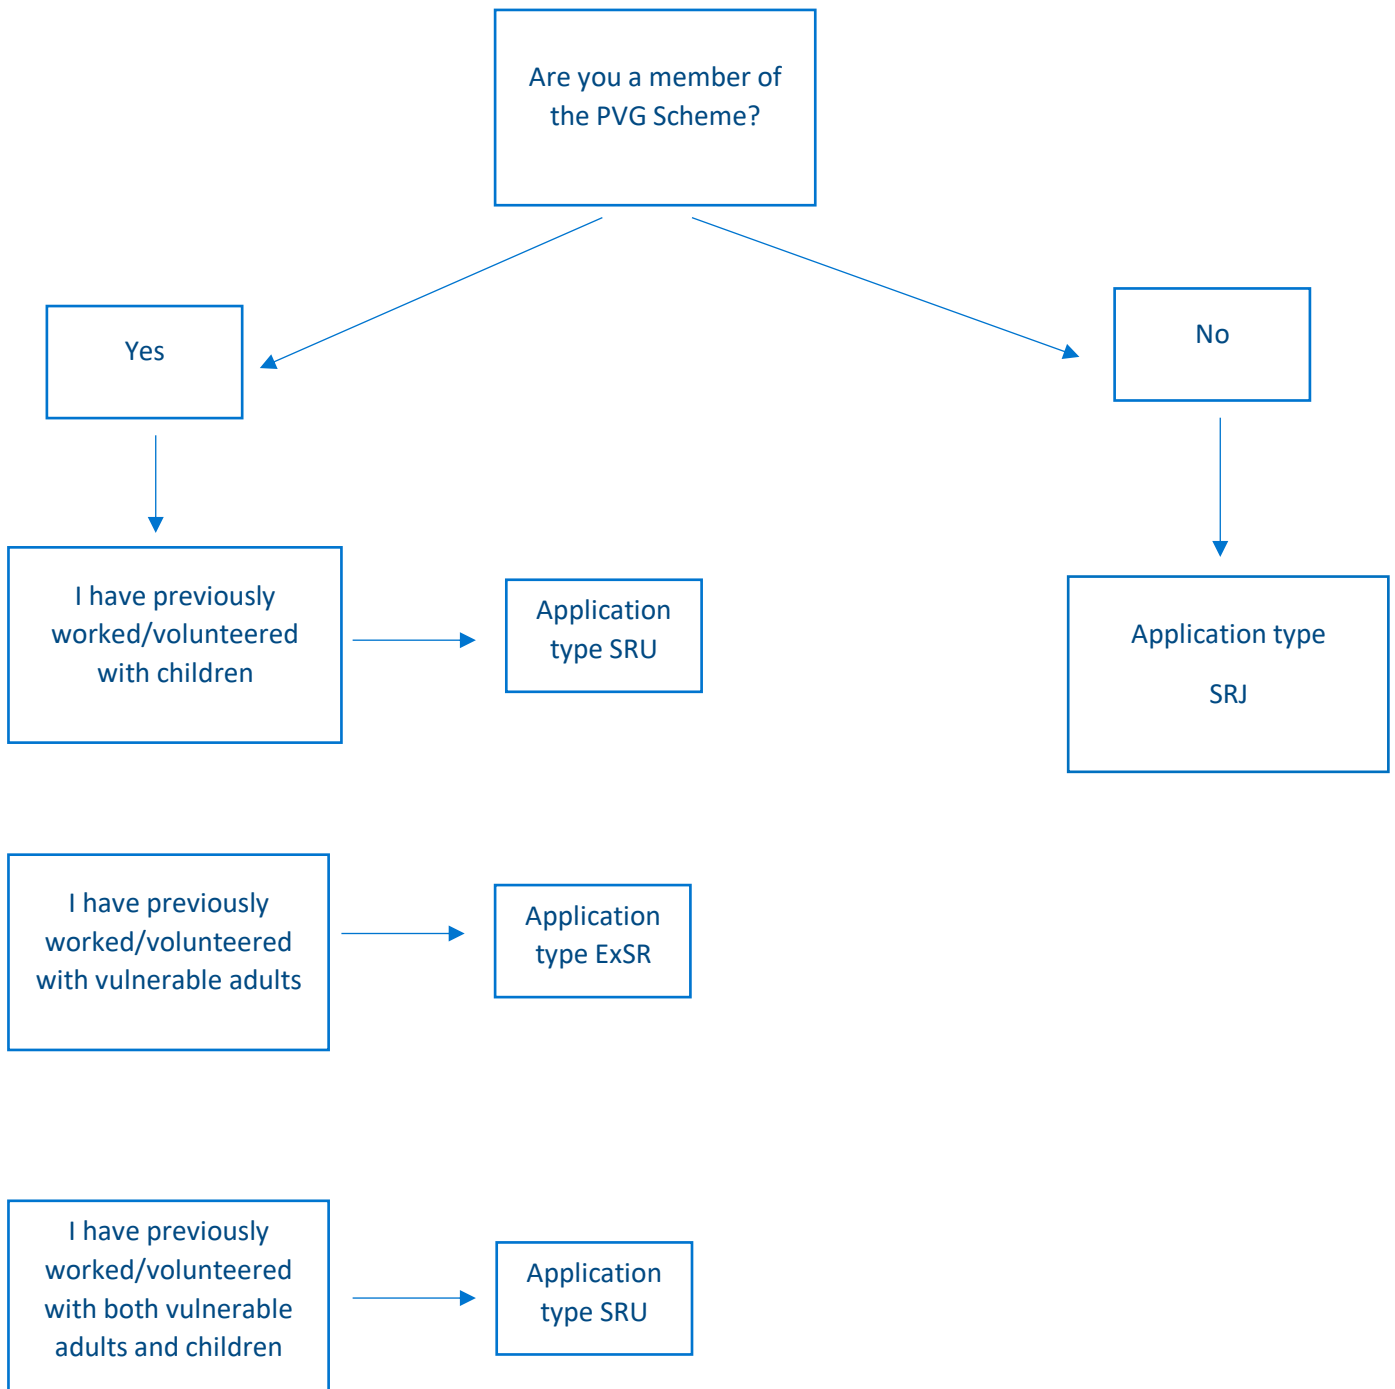 Are you a member of
the PVG Scheme?
Yes
No
I have previously
worked/volunteered
with children
Application
type SRU
Application type
SRJ
I have previously
worked/volunteered
with vulnerable adults
Application
type ExSR
I have previously
worked/volunteered
with both vulnerable
adults and children
Application
type SRU